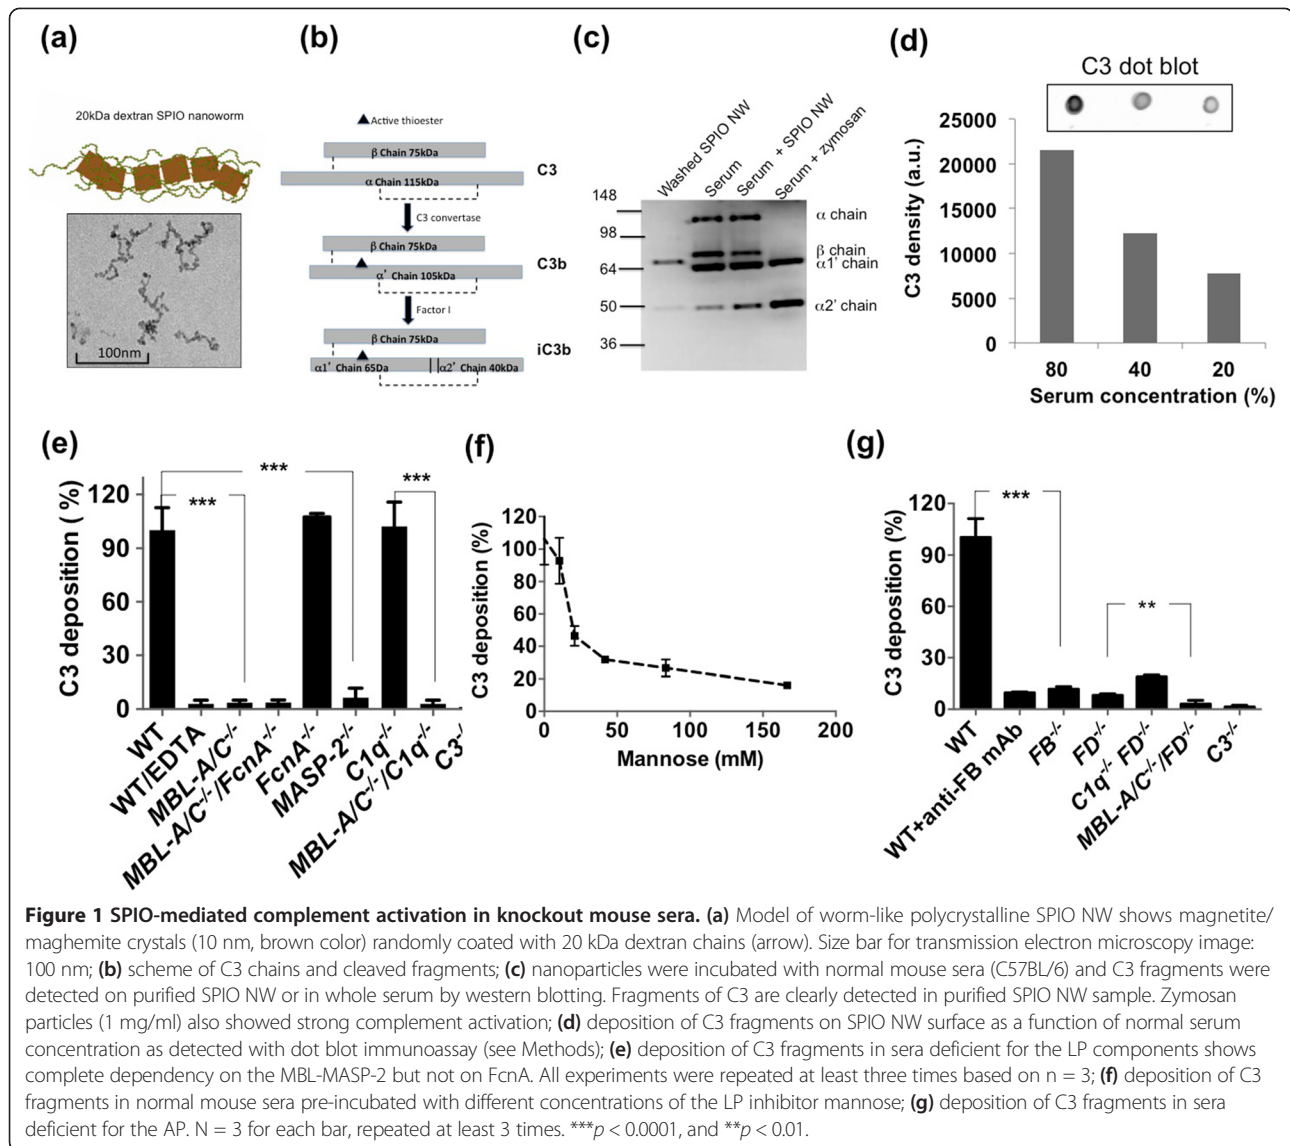 (a)
20kDa dextran SPIO nanoworm
100nm
(b)
Active thioester
β Chain 75kDa
C3
α Chain 115kDa
C3 convertase
β Chain 75kDa
C3b
α' Chain 105kDa
Factor I
β Chain 75kDa
iC3b
α1' Chain 65Da
α2' Chain 40kDa
(c)
Washed SPIO NW
Serum
Serum + SPIO NW
Serum + zymosan
148
98
64
50
36
α chain
β chain
α1' chain
α2' chain
(d)
C3 dot blot
C3 density (a.u.)
25000
20000
15000
10000
5000
0
80 40 20
Serum concentration (%)
(e)
C3 deposition ( %)
120
90
60
30
0
***
***
***
WT
WT/EDTA
MBL-A/C-/-
MBL-A/C-/-/FcnA-/-
FcnA-/-
MASP-2-/-
C1q-/-
MBL-A/C-/-/C1q-/-
C3-/
(f)
C3 deposition (%)
120
100
80
60
40
20
0
0 50 100 150 200
Mannose (mM)
(g)
C3 deposition (%)
120
90
60
30
0
***
**
WT
WT+anti-FB mAb
FB-/-
FD-/-
C1q-/- FD-/-
MBL-A/C-/-/FD-/-
C3-/-
Figure 1 SPIO-mediated complement activation in knockout mouse sera. (a) Model of worm-like polycrystalline SPIO NW shows magnetite/
maghemite crystals (10 nm, brown color) randomly coated with 20 kDa dextran chains (arrow). Size bar for transmission electron microscopy image:
100 nm; (b) scheme of C3 chains and cleaved fragments; (c) nanoparticles were incubated with normal mouse sera (C57BL/6) and C3 fragments were
detected on purified SPIO NW or in whole serum by western blotting. Fragments of C3 are clearly detected in purified SPIO NW sample. Zymosan
particles (1 mg/ml) also showed strong complement activation; (d) deposition of C3 fragments on SPIO NW surface as a function of normal serum
concentration as detected with dot blot immunoassay (see Methods); (e) deposition of C3 fragments in sera deficient for the LP components shows
complete dependency on the MBL-MASP-2 but not on FcnA. All experiments were repeated at least three times based on n = 3; (f) deposition of C3
fragments in normal mouse sera pre-incubated with different concentrations of the LP inhibitor mannose; (g) deposition of C3 fragments in sera
deficient for the AP. N = 3 for each bar, repeated at least 3 times. ***p < 0.0001, and **p < 0.01.